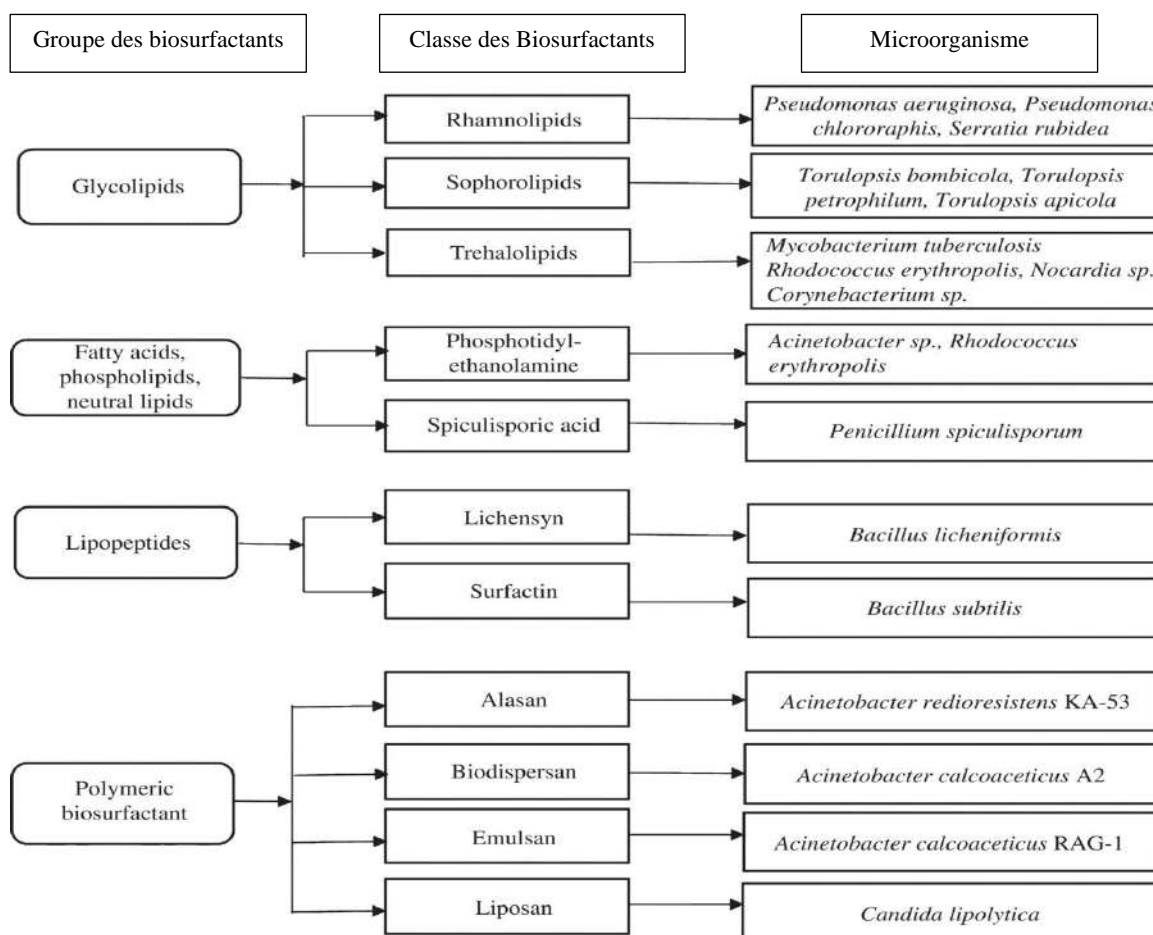 Groupe des biosurfactants
Classe des Biosurfactants
Microorganisme
Glycolipids
Rhamnolipids
Pseudomonas aeruginosa, Pseudomonas
chlororaphis, Serratia rubidea
Sophorolipids
Torulopsis bombicola, Torulopsis
petrophilum, Torulopsis apicola
Trehalolipids
Mycobacterium tuberculosis
Rhodococcus erythropolis, Nocardia sp.
Corynebacterium sp.
Fatty acids,
phospholipids,
neutral lipids
Phosphotidyl-
ethanolamine
Acinetobacter sp., Rhodococcus
erythropolis
Spiculisporic acid
Penicillium spiculisporum
Lipopeptides
Lichensyn
Bacillus licheniformis
Surfactin
Bacillus subtilis
Polymeric
biosurfactant
Alasan
Acinetobacter redioresistens KA-53
Biodispersan
Acinetobacter calcoaceticus A2
Emulsan
Acinetobacter calcoaceticus RAG-1
Liposan
Candida lipolytica